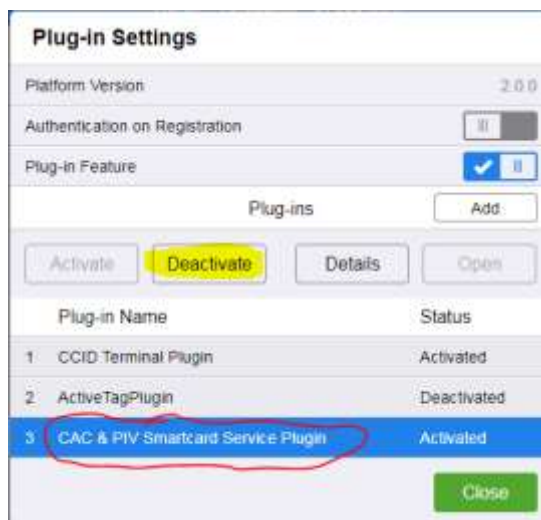 Plug-in Settings
Platform Version 2.0.0
Authentication on Registration
Plug-in Feature
Plug-ins Add
Activate Deactivate Details Open
Plug-in Name Status
1 CCID Terminal Plugin Activated
2 ActiveTagPlugin Deactivated
3 CAC & PIV Smartcard Service Plugin Activated
Close